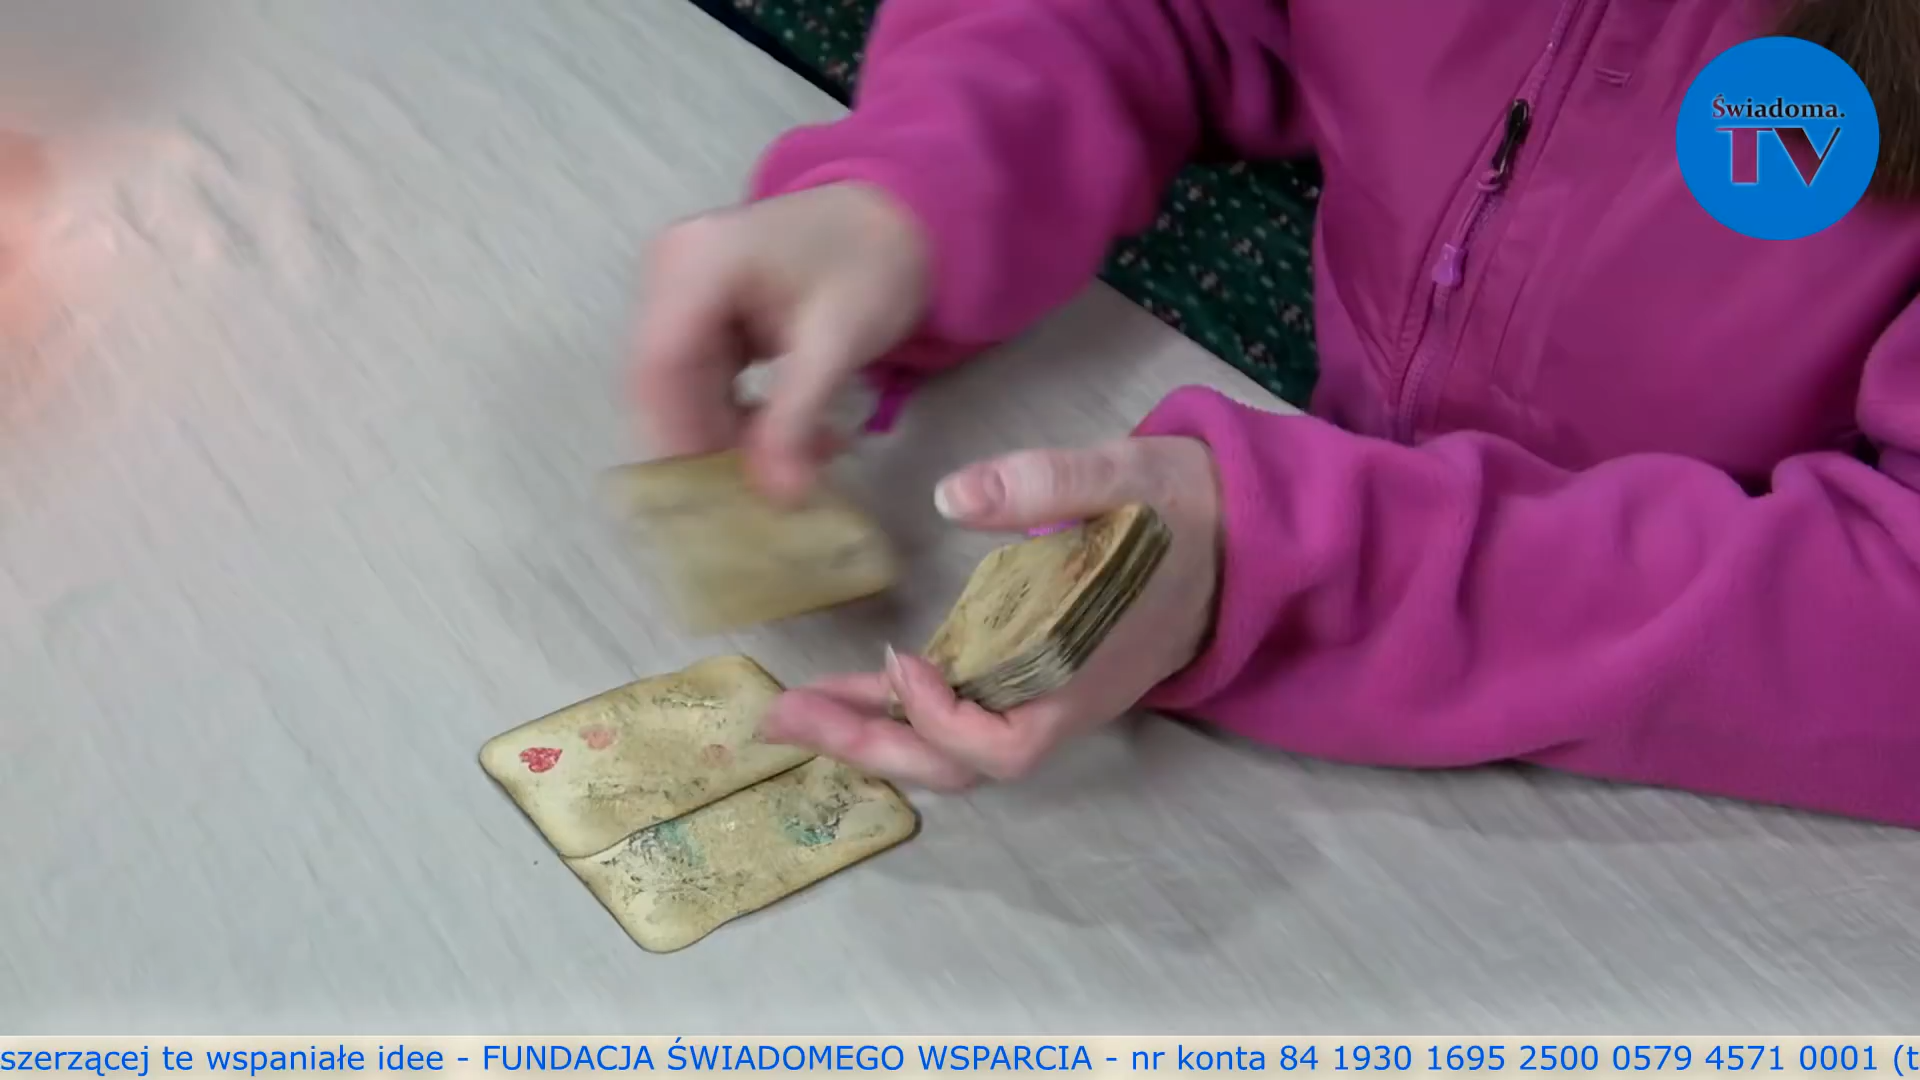 Świadoma.
TV
szerzącej te wspaniałe idee - FUNDACJA ŚWIADOMEGO WSPARCIA - nr konta 84 1930 1695 2500 0579 4571 0001 (t